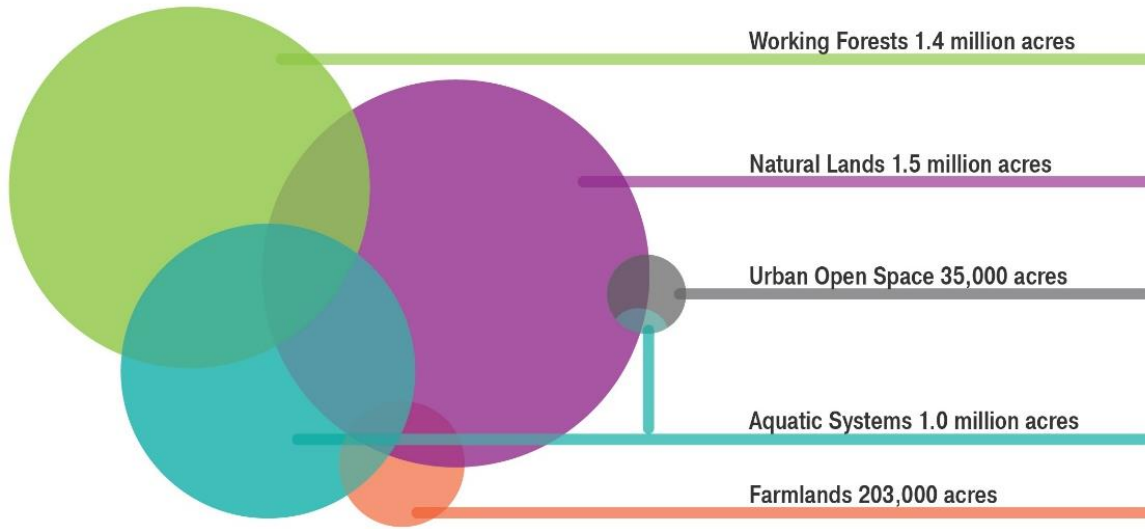 Working Forests 1.4 million acres
Natural Lands 1.5 million acres
Urban Open Space 35,000 acres
Aquatic Systems 1.0 million acres
Farmlands 203,000 acres